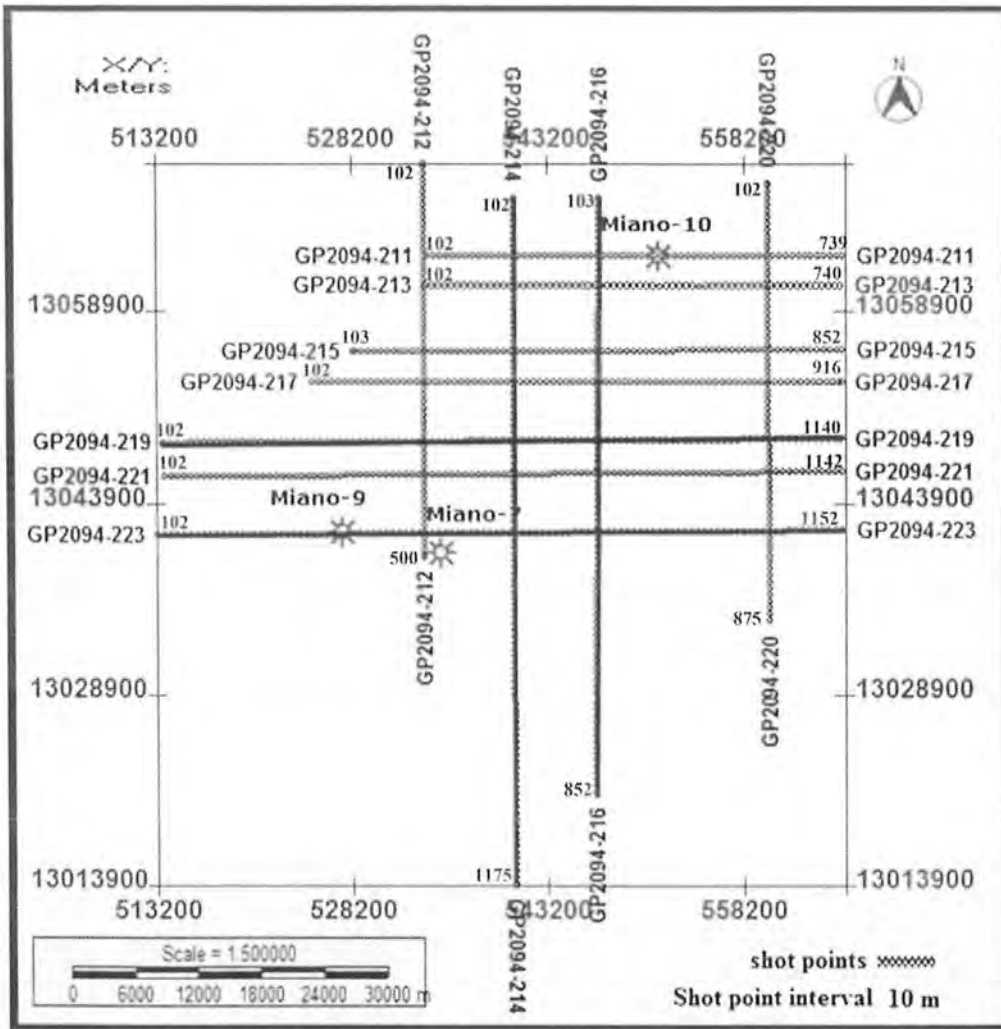 X/Y:
Meters
N
GP2094-212
GP2094-214
GP2094-216
GP2094-220
513200 528200 543200 558200
102
102
102
103
Miano-10
GP2094-211 102 739 GP2094-211
GP2094-213 102 740 GP2094-213
13058900 13058900
GP2094-215 103 852 GP2094-215
GP2094-217 102 916 GP2094-217
GP2094-219 102 1140 GP2094-219
GP2094-221 102 1142 GP2094-221
13043900 Miano-9 13043900
Miano-7
GP2094-223 102 1152 GP2094-223
500
GP2094-212
875
GP2094-220
13028900 13028900
852
GP2094-216
1175
13013900 13013900
GP2094-214
513200 528200 543200 558200
Scale = 1:500000
0 6000 12000 18000 24000 30000 m
shot points
Shot point interval 10 m